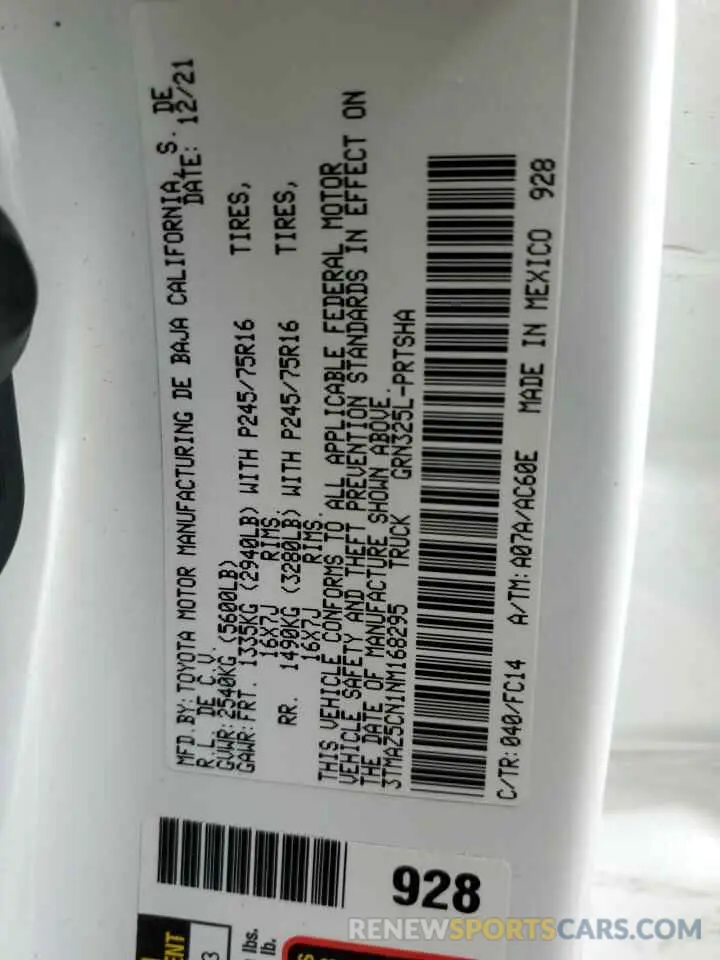 MFD.BY:TOYOTA MOTOR MANUFACTURING DE BAJA CALIFORNIA, S. DE
R.L. DE C.V. DATE: 12/21
GVWR:2540KG (5600LB)
GAWR:FRT. 1335KG (2940LB) WITH P245/75R16 TIRES,
16X7J RIMS,
RR. 1490KG (3280LB) WITH P245/75R16 TIRES,
16X7J RIMS.
THIS VEHICLE CONFORMS TO ALL APPLICABLE FEDERAL MOTOR
VEHICLE SAFETY AND THEFT PREVENTION STANDARDS IN EFFECT ON
THE DATE OF MANUFACTURE SHOWN ABOVE.
3TMAZ5CN1NM168295 TRUCK GRN325L-PRTSHA
C/TR:040/FC14 A/TM:A07A/AC60E MADE IN MEXICO 928
928
lbs.
lb.
3
RENEWSPORTSCARS.COM